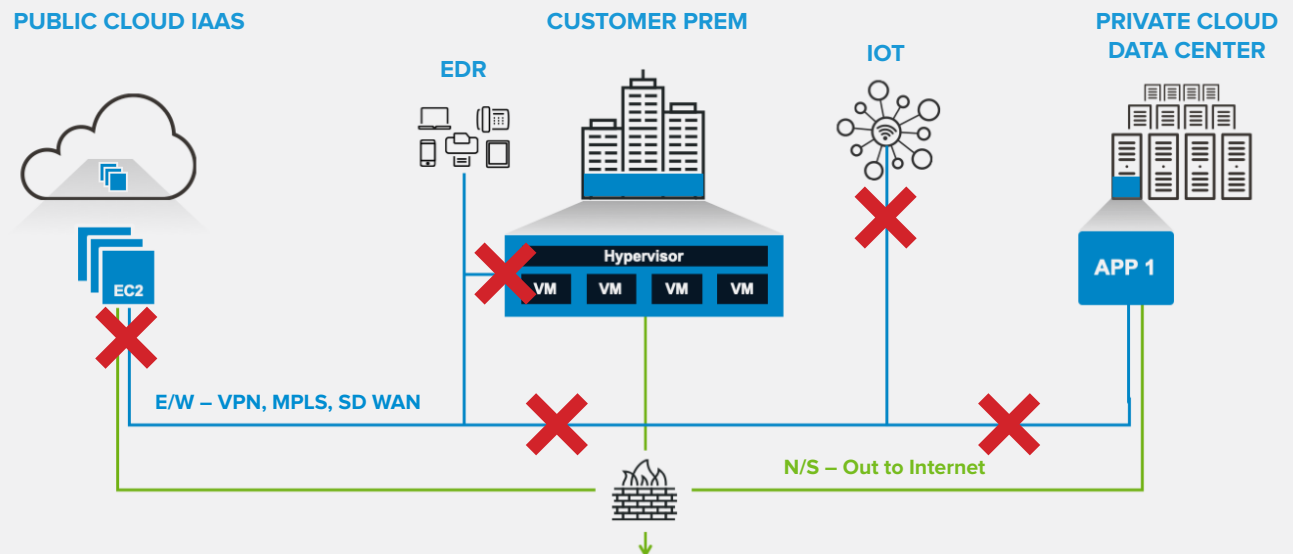 PUBLIC CLOUD IAAS
CUSTOMER PREM
PRIVATE CLOUD
DATA CENTER
EDR
IOT
Hypervisor
VM
VM
VM
VM
EC2
APP 1
E/W – VPN, MPLS, SD WAN
N/S – Out to Internet